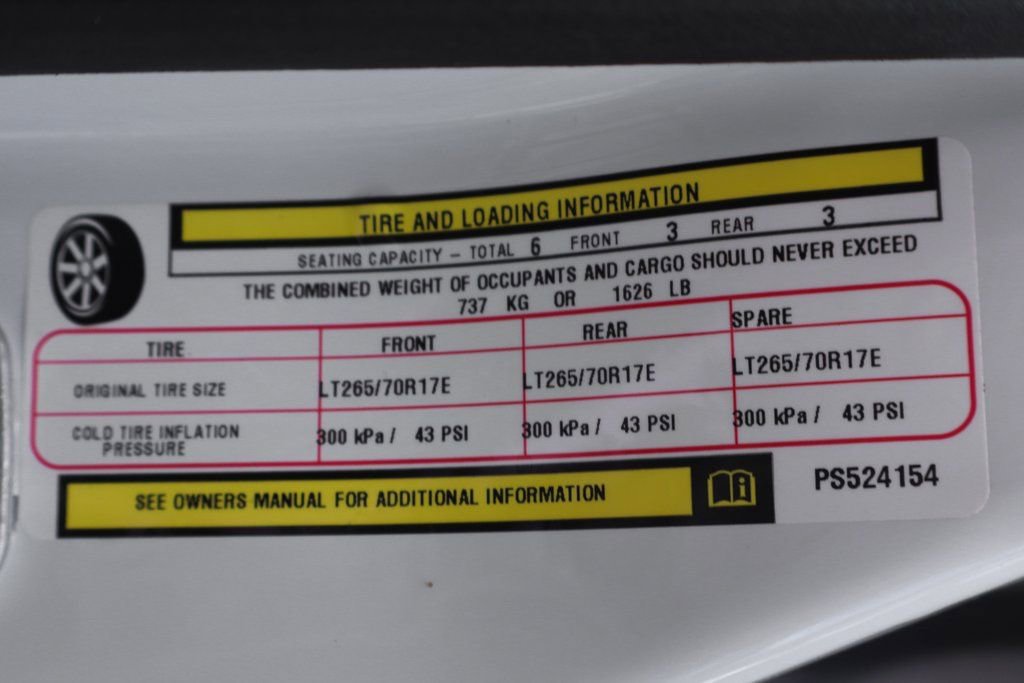 TIRE AND LOADING INFORMATION
SEATING CAPACITY – TOTAL 6 FRONT 3 REAR 3
THE COMBINED WEIGHT OF OCCUPANTS AND CARGO SHOULD NEVER EXCEED
737 KG OR 1626 LB
TIRE FRONT REAR SPARE
ORIGINAL TIRE SIZE LT265/70R17E LT265/70R17E LT265/70R17E
COLD TIRE INFLATION
PRESSURE 300 kPa / 43 PSI 300 kPa / 43 PSI 300 kPa / 43 PSI
SEE OWNERS MANUAL FOR ADDITIONAL INFORMATION
PS524154